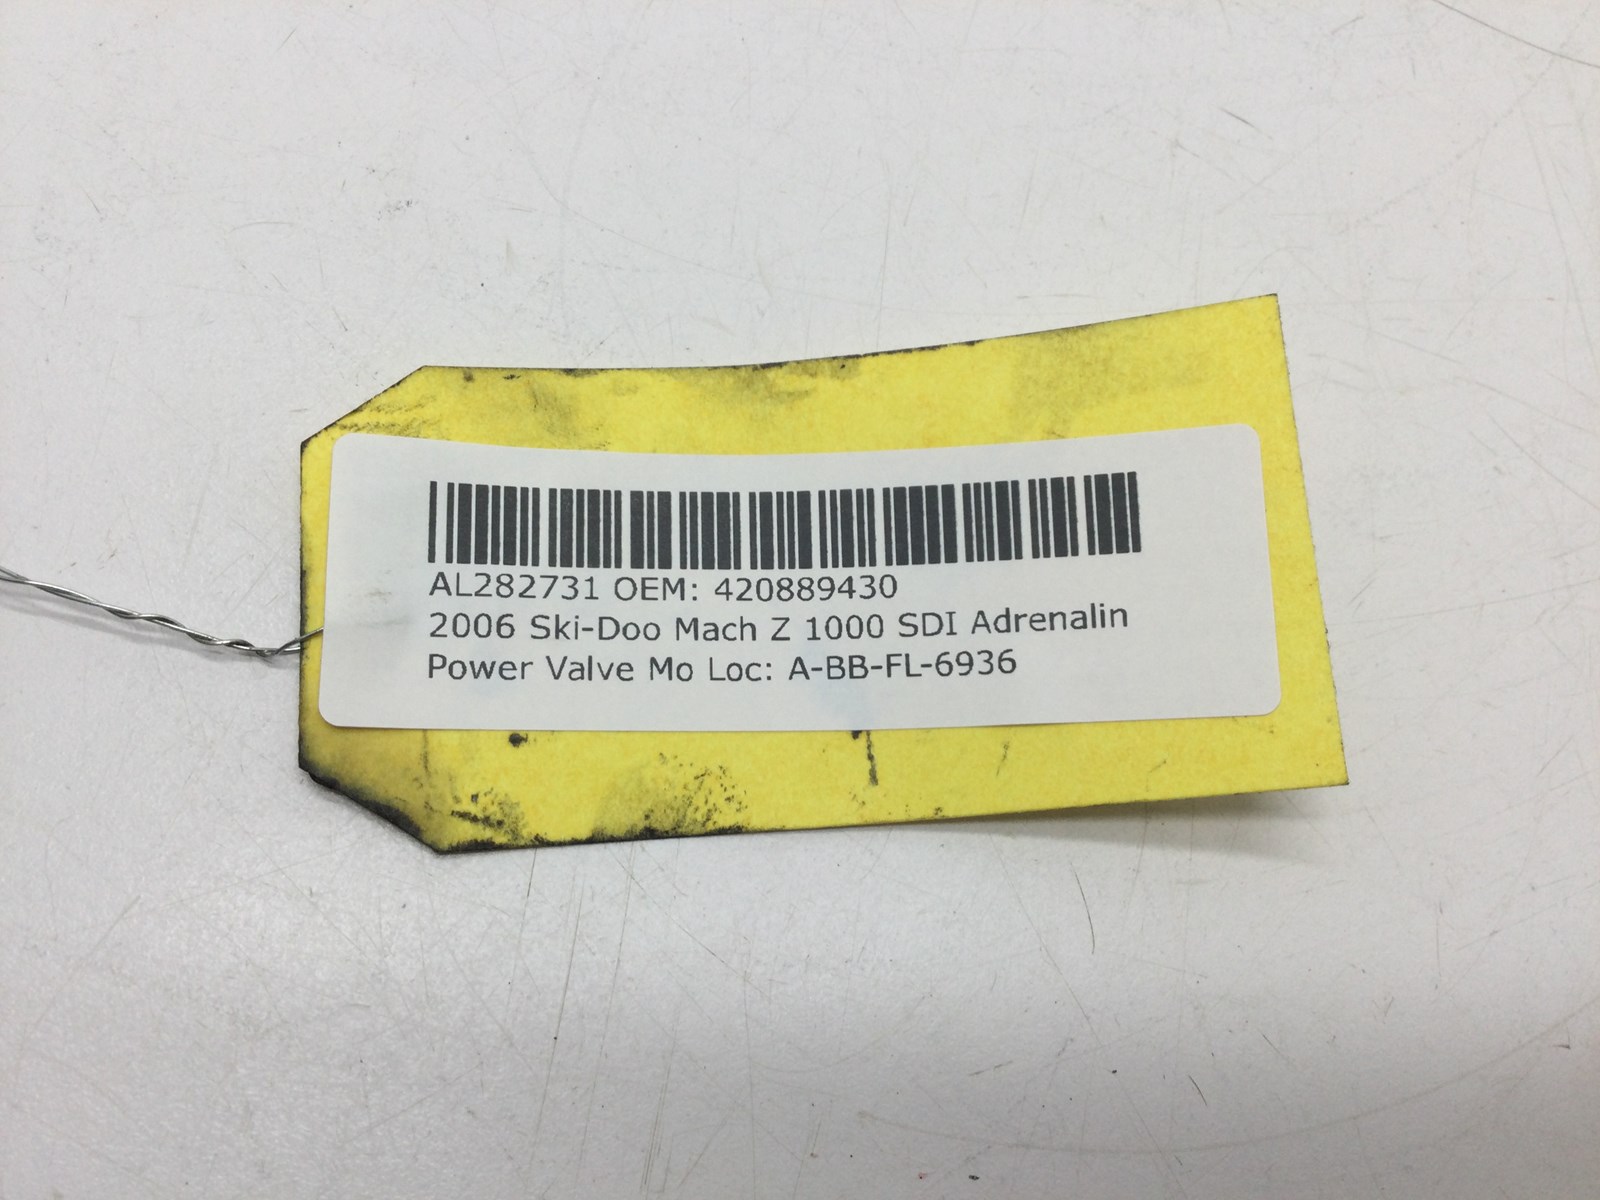 AL282731 OEM: 420889430
2006 Ski-Doo Mach Z 1000 SDI Adrenalin
Power Valve Mo Loc: A-BB-FL-6936